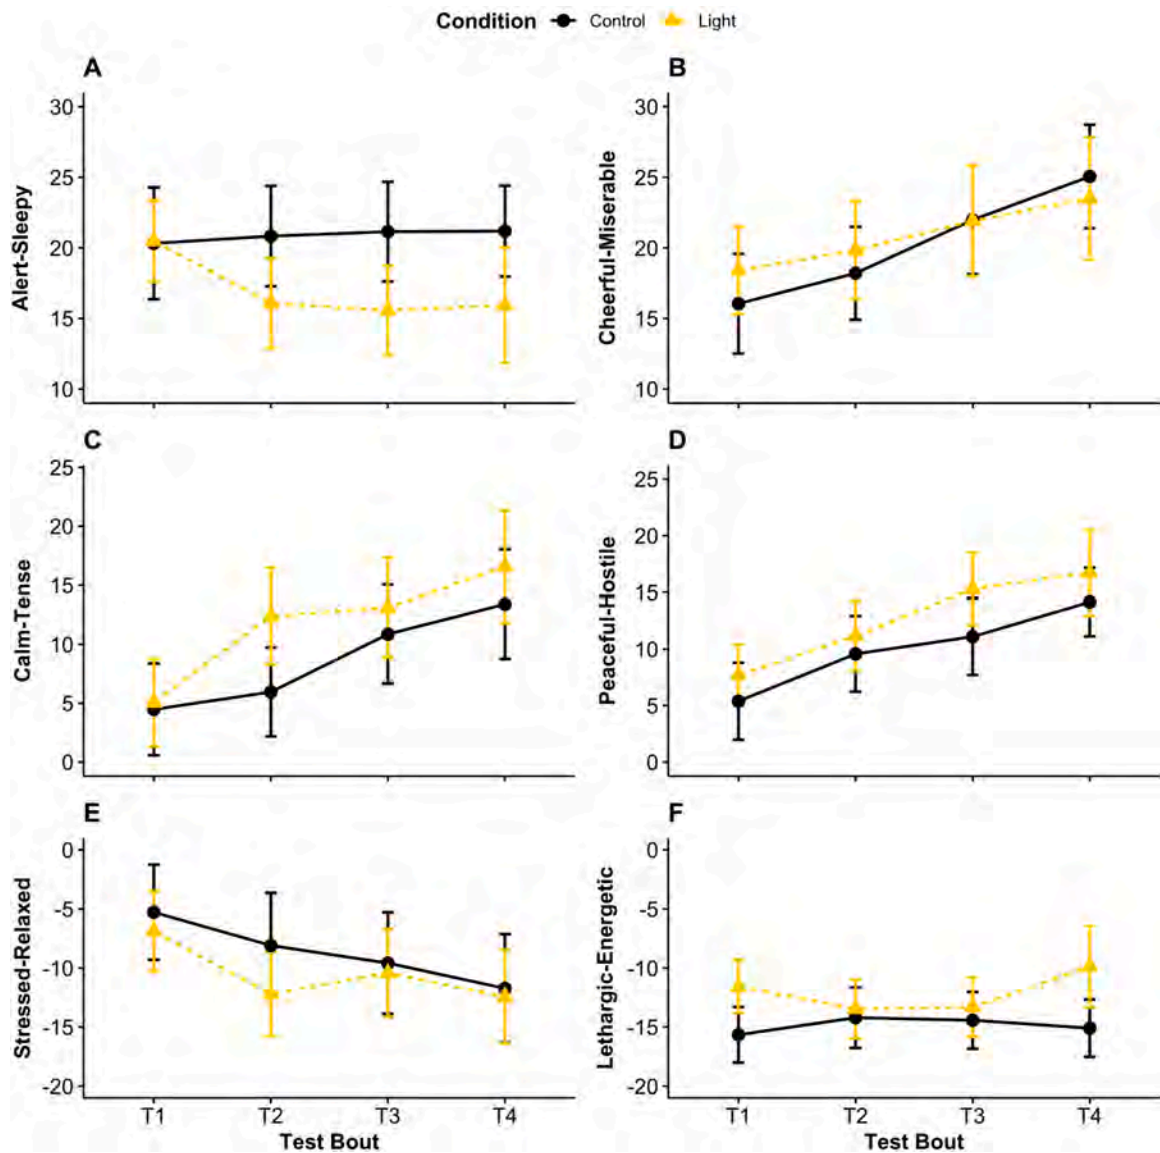 Condition Control Light
A
Alert-Sleepy
30
25
20
15
10
B
Cheerful-Miserable
30
25
20
15
10
C
Calm-Tense
25
20
15
10
5
0
D
Peaceful-Hostile
25
20
15
10
5
0
E
Stressed-Relaxed
0
-5
-10
-15
-20
T1 T2 T3 T4
Test Bout
F
Lethargic-Energetic
0
-5
-10
-15
-20
T1 T2 T3 T4
Test Bout